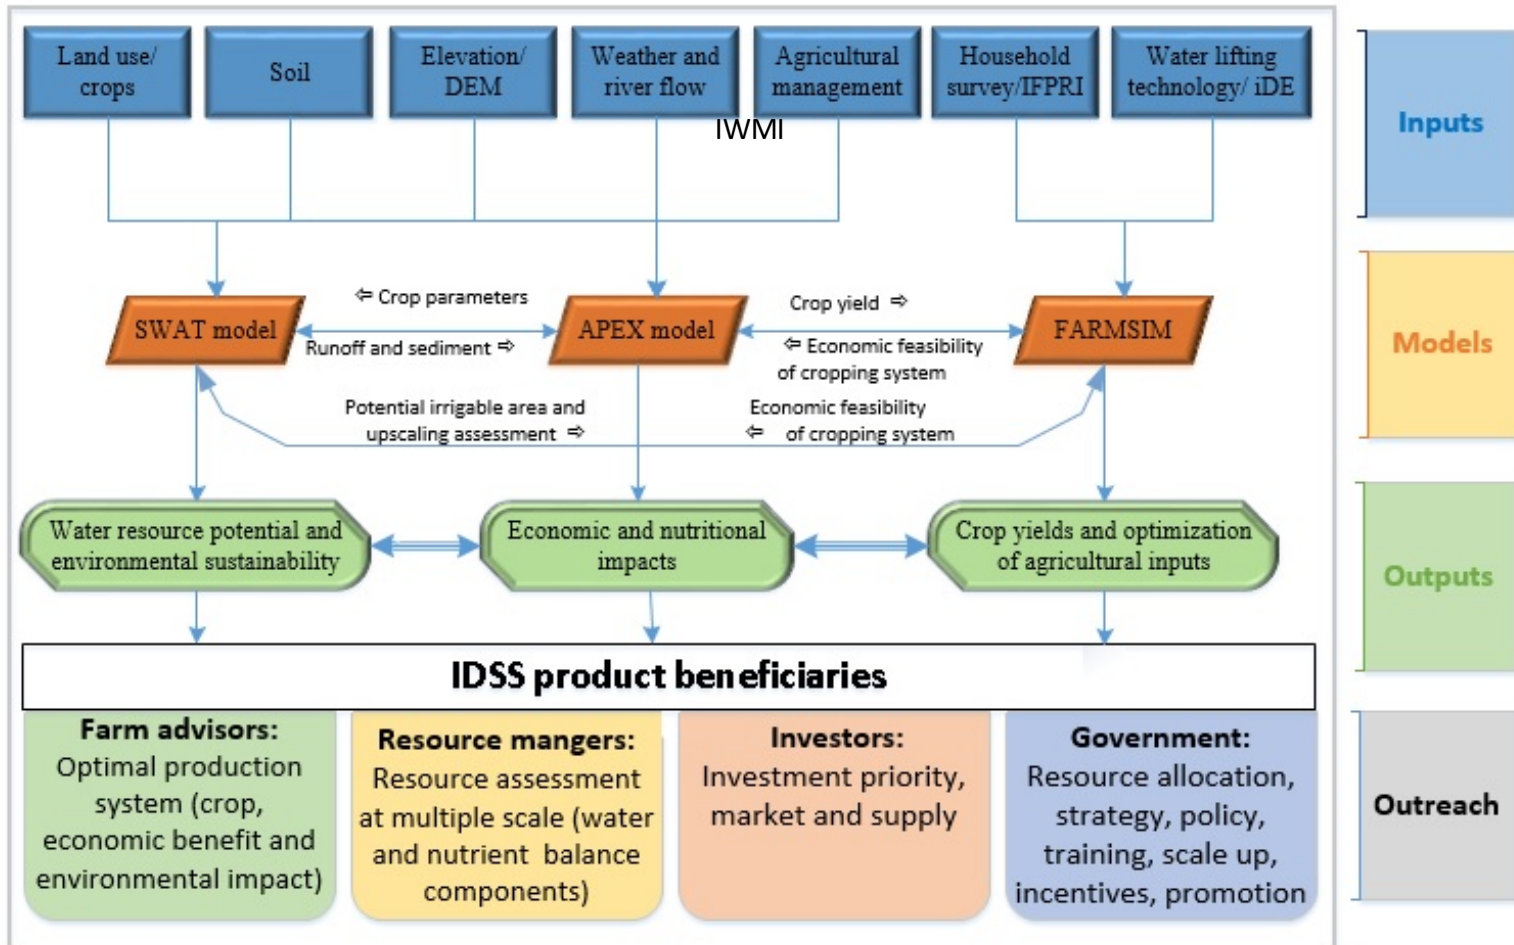 Land use/
crops
Soil
Elevation/
DEM
Weather and
river flow
Agricultural
management
Household
survey/IFPRI
Water lifting
technology/ iDE
IWMI
Inputs
⇦ Crop parameters
Crop yield ⇨
SWAT model
APEX model
FARMSIM
Runoff and sediment ⇨
⇦ Economic feasibility
of cropping system
Models
Potential irrigable area and
upscaling assessment ⇨
Economic feasibility
⇦ of cropping system
Water resource potential and
environmental sustainability
Economic and nutritional
impacts
Crop yields and optimization
of agricultural inputs
Outputs
IDSS product beneficiaries
Farm advisors:
Optimal production
system (crop,
economic benefit and
environmental impact)
Resource mangers:
Resource assessment
at multiple scale (water
and nutrient balance
components)
Investors:
Investment priority,
market and supply
Government:
Resource allocation,
strategy, policy,
training, scale up,
incentives, promotion
Outreach